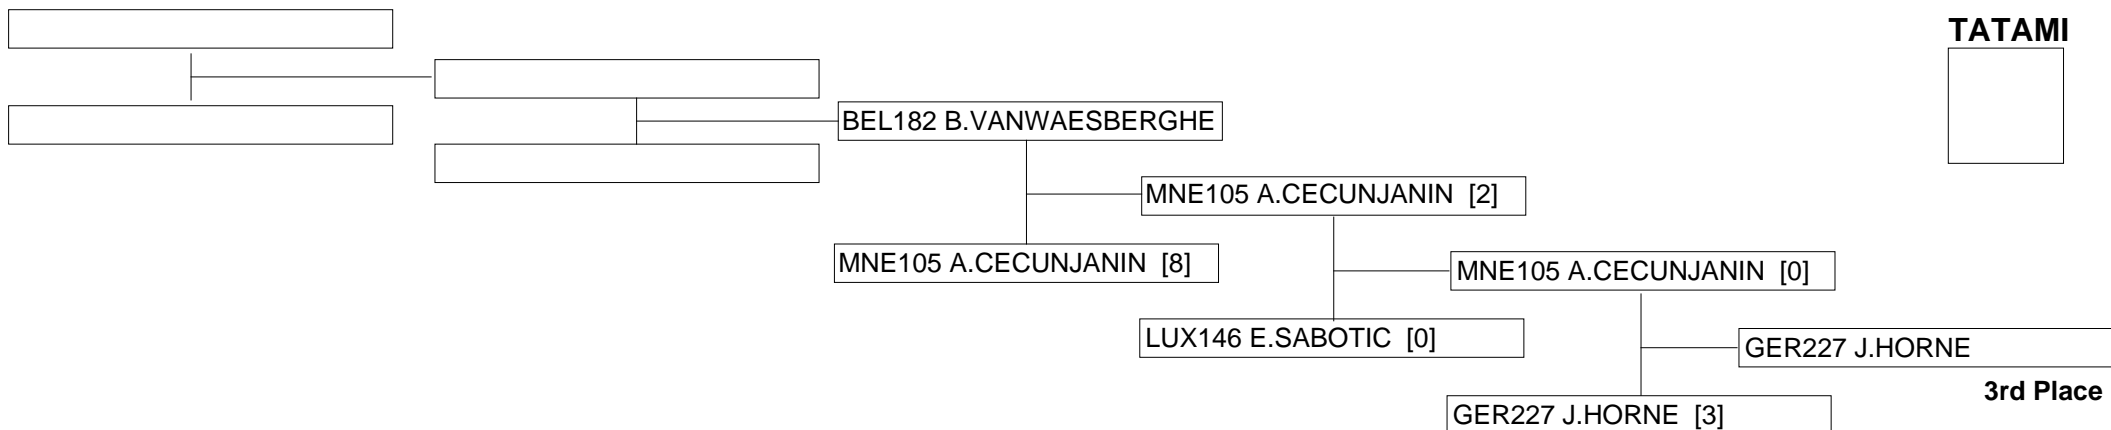 TATAMI
BEL182 B.VANWAESBERGHE
MNE105 A.CECUNJANIN [2]
MNE105 A.CECUNJANIN [8]
MNE105 A.CECUNJANIN [0]
LUX146 E.SABOTIC [0]
GER227 J.HORNE
3rd Place
GER227 J.HORNE [3]